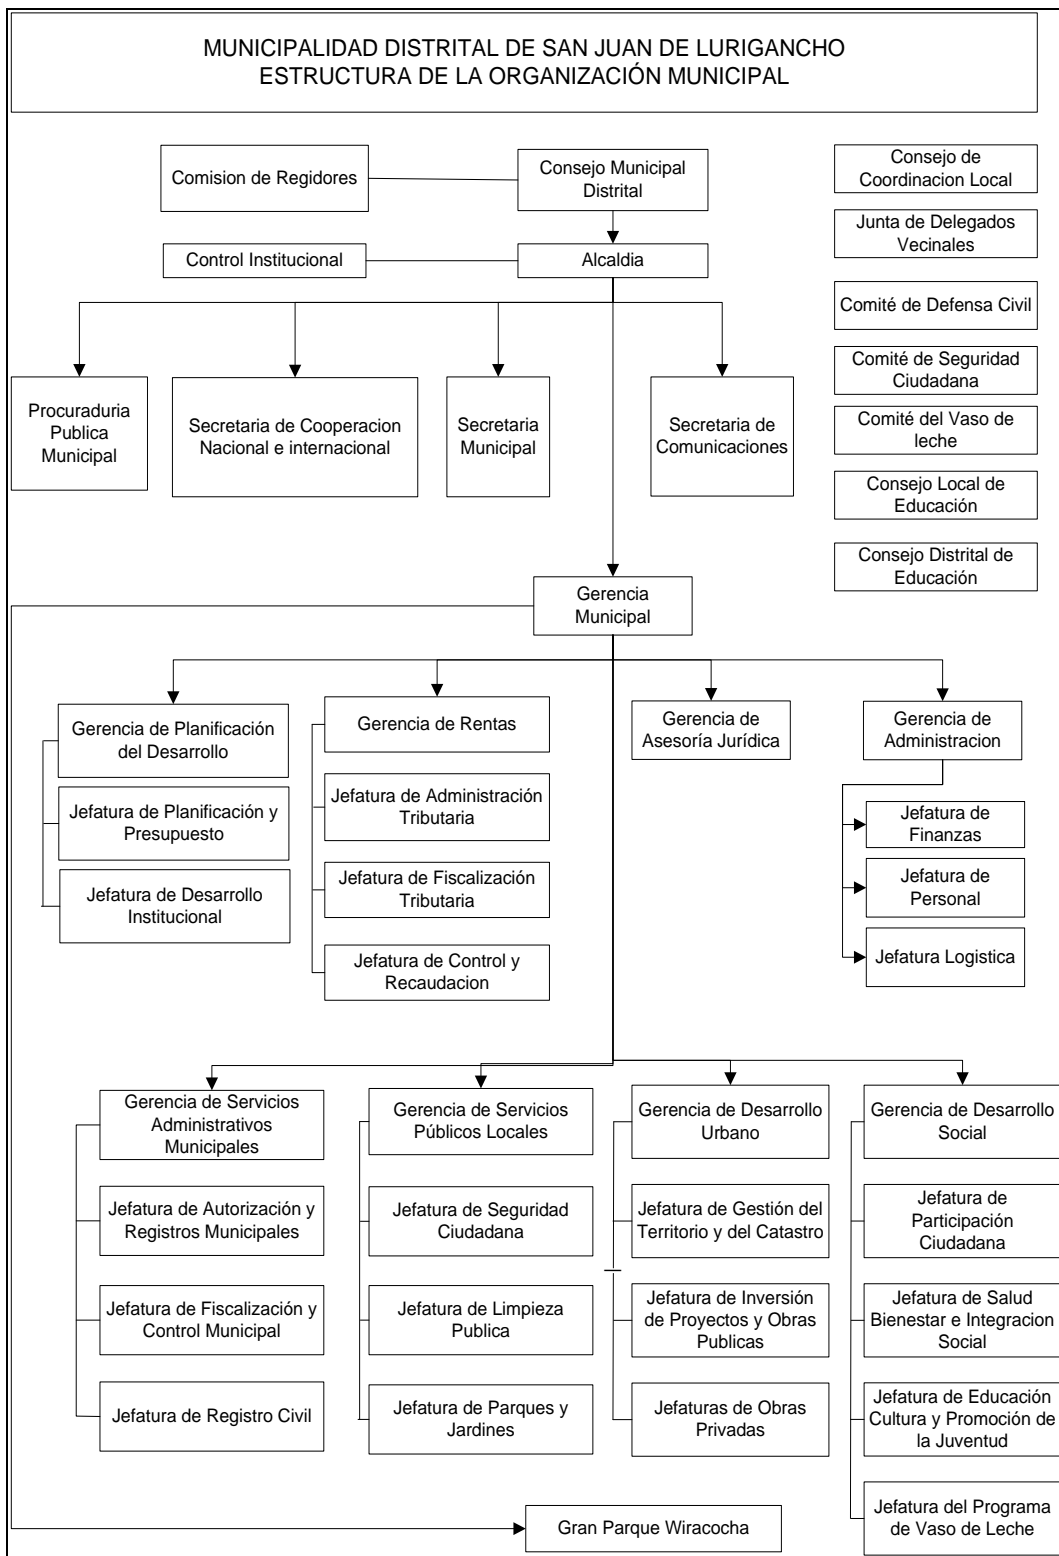 MUNICIPALIDAD DISTRITAL DE SAN JUAN DE LURIGANCHO
ESTRUCTURA DE LA ORGANIZACIÓN MUNICIPAL
Comision de Regidores
Consejo Municipal
Distrital
Control Institucional
Alcaldia
Consejo de
Coordinacion Local
Junta de Delegados
Vecinales
Comité de Defensa Civil
Comité de Seguridad
Ciudadana
Comité del Vaso de
leche
Consejo Local de
Educación
Consejo Distrital de
Educación
Procuraduria
Publica
Municipal
Secretaria de Cooperacion
Nacional e internacional
Secretaria
Municipal
Secretaria de
Comunicaciones
Gerencia
Municipal
Gerencia de Planificación
del Desarrollo
Jefatura de Planificación y
Presupuesto
Jefatura de Desarrollo
Institucional
Gerencia de Rentas
Jefatura de Administración
Tributaria
Jefatura de Fiscalización
Tributaria
Jefatura de Control y
Recaudacion
Gerencia de
Asesoría Jurídica
Gerencia de
Administracion
Jefatura de
Finanzas
Jefatura de
Personal
Jefatura Logistica
Gerencia de Servicios
Administrativos
Municipales
Jefatura de Autorización y
Registros Municipales
Jefatura de Fiscalización y
Control Municipal
Jefatura de Registro Civil
Gerencia de Servicios
Públicos Locales
Jefatura de Seguridad
Ciudadana
Jefatura de Limpieza
Publica
Jefatura de Parques y
Jardines
Gerencia de Desarrollo
Urbano
Jefatura de Gestión del
Territorio y del Catastro
Jefatura de Inversión
de Proyectos y Obras
Publicas
Jefaturas de Obras
Privadas
Gerencia de Desarrollo
Social
Jefatura de
Participación
Ciudadana
Jefatura de Salud
Bienestar e Integracion
Social
Jefatura de Educación
Cultura y Promoción de
la Juventud
Jefatura del Programa
de Vaso de Leche
Gran Parque Wiracocha